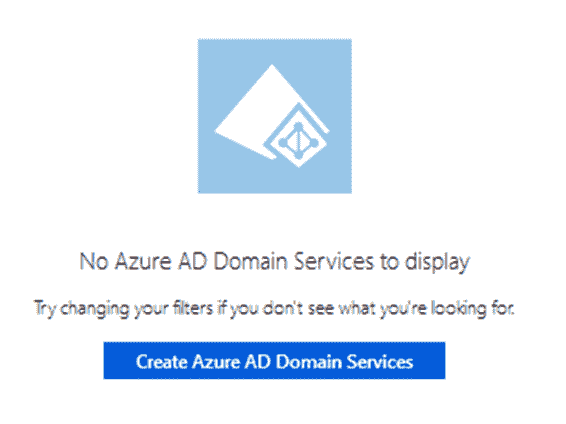 No Azure AD Domain Services to display
Try changing your filters if you don't see what you're looking for.
Create Azure AD Domain Services